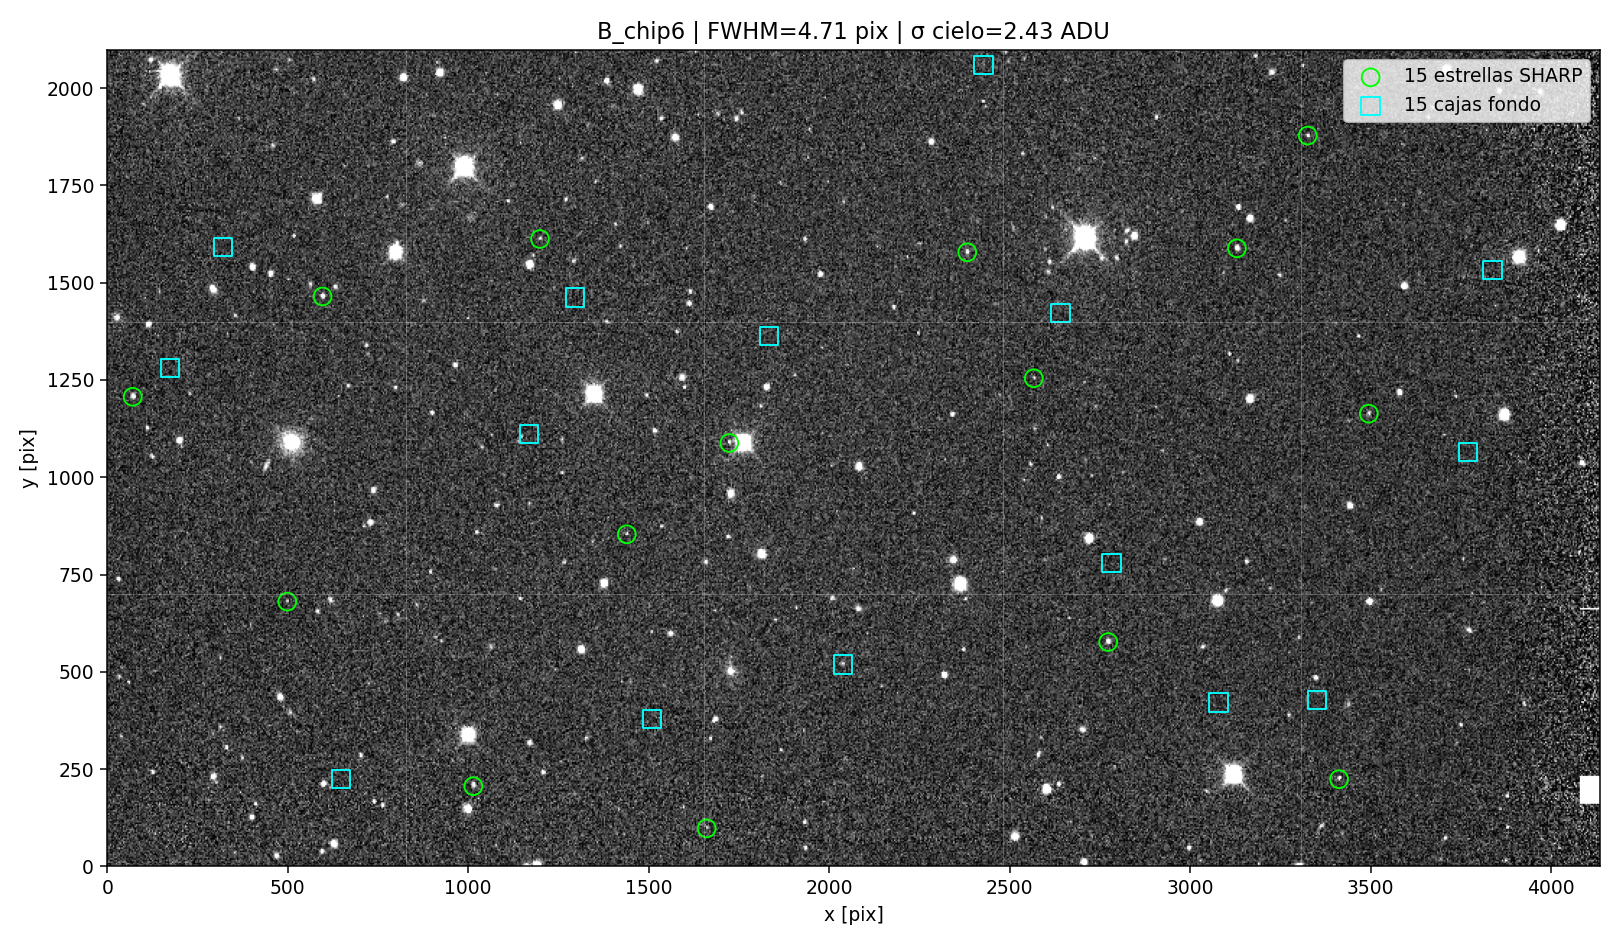 B_chip6 | FWHM=4.71 pix | σ cielo=2.43 ADU
15 estrellas SHARP
15 cajas fondo
y [pix]
2000
1750
1500
1250
1000
750
500
250
0
0 500 1000 1500 2000 2500 3000 3500 4000
x [pix]